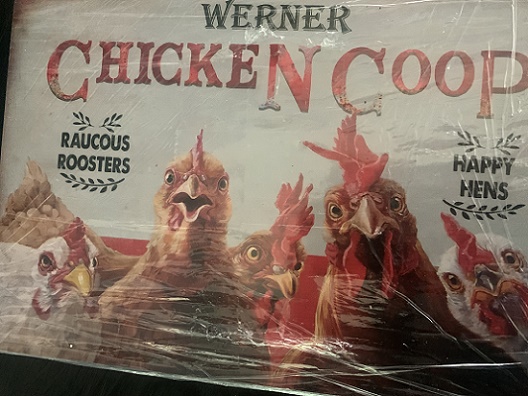 WERNER
CHICKEN COOP
RAUCOUS
ROOSTERS
HAPPY
HENS